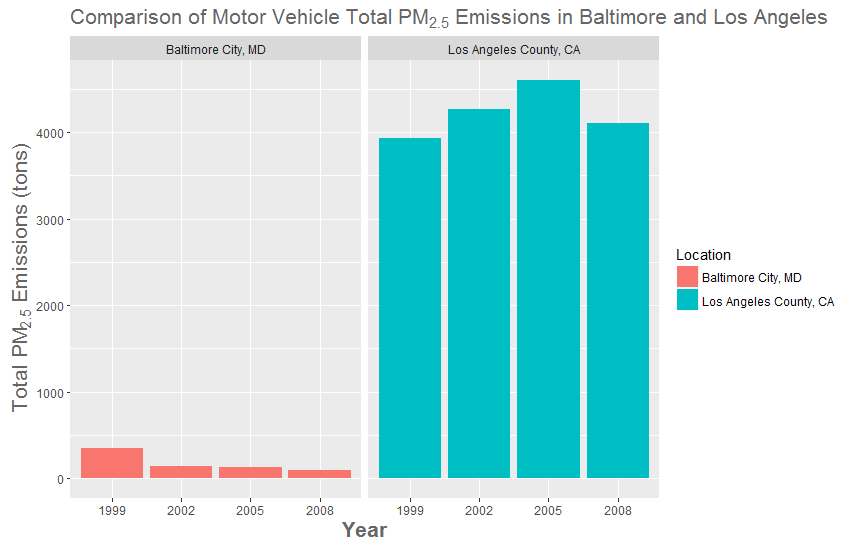 Comparison of Motor Vehicle Total PM2.5 Emissions in Baltimore and Los Angeles
Baltimore City, MD
Los Angeles County, CA
Total PM2.5 Emissions (tons)
4000
3000
2000
1000
0
1999
2002
2005
2008
1999
2002
2005
2008
Year
Location
Baltimore City, MD
Los Angeles County, CA